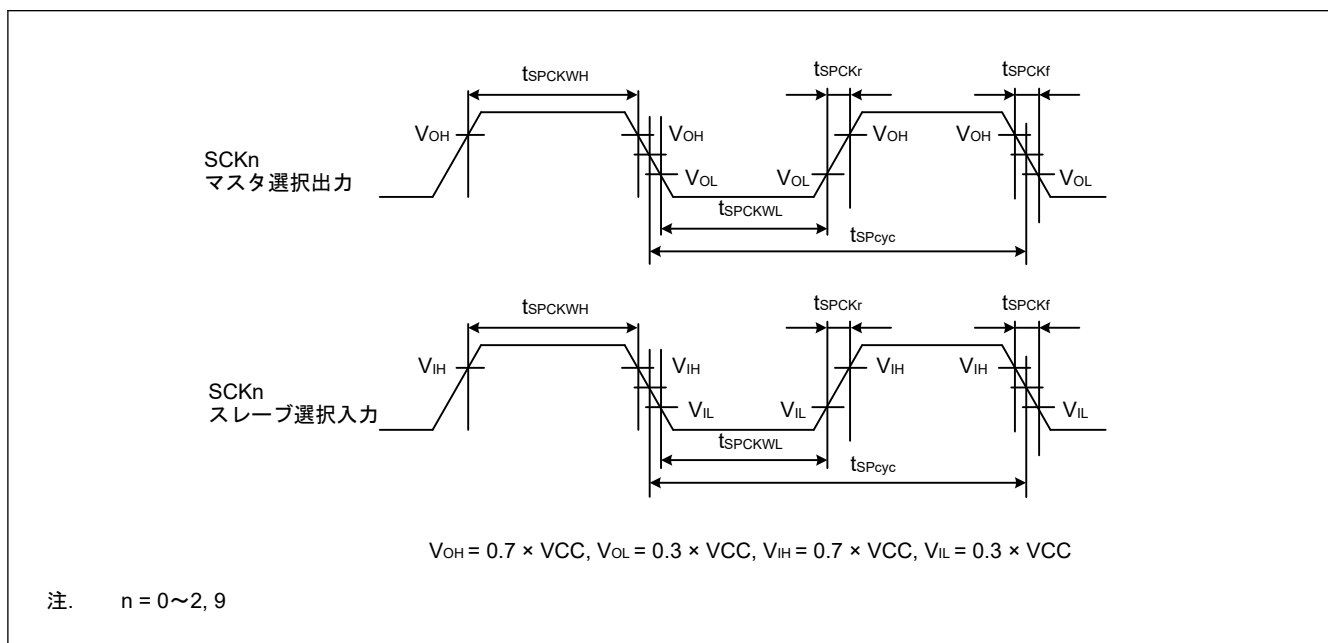 tSPCKWH
tSPCKr
tSPCKf
VOH
VOH
VOH
VOH
SCKn
マスタ選択出力
VOL
VOL
VOL
tSPCKWL
tSPcyc
tSPCKWH
tSPCKr
tSPCKf
VIH
VIH
VIH
VIH
SCKn
スレーブ選択入力
VIL
VIL
VIL
tSPCKWL
tSPcyc
VOH = 0.7 × VCC, VOL = 0.3 × VCC, VIH = 0.7 × VCC, VIL = 0.3 × VCC
注. n = 0～2, 9